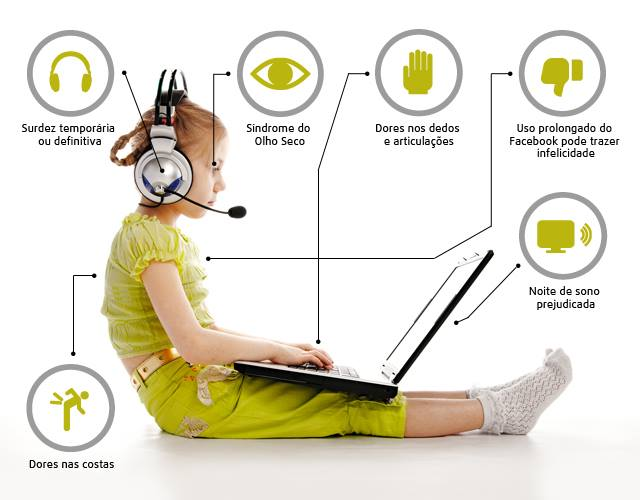 Surdez temporária
ou definitiva
Sindrome do
Olho Seco
Dores nos dedos
e articulações
Uso prolongado do
Facebook pode trazer
infelicidade
Noite de sono
prejudicada
Dores nas costas